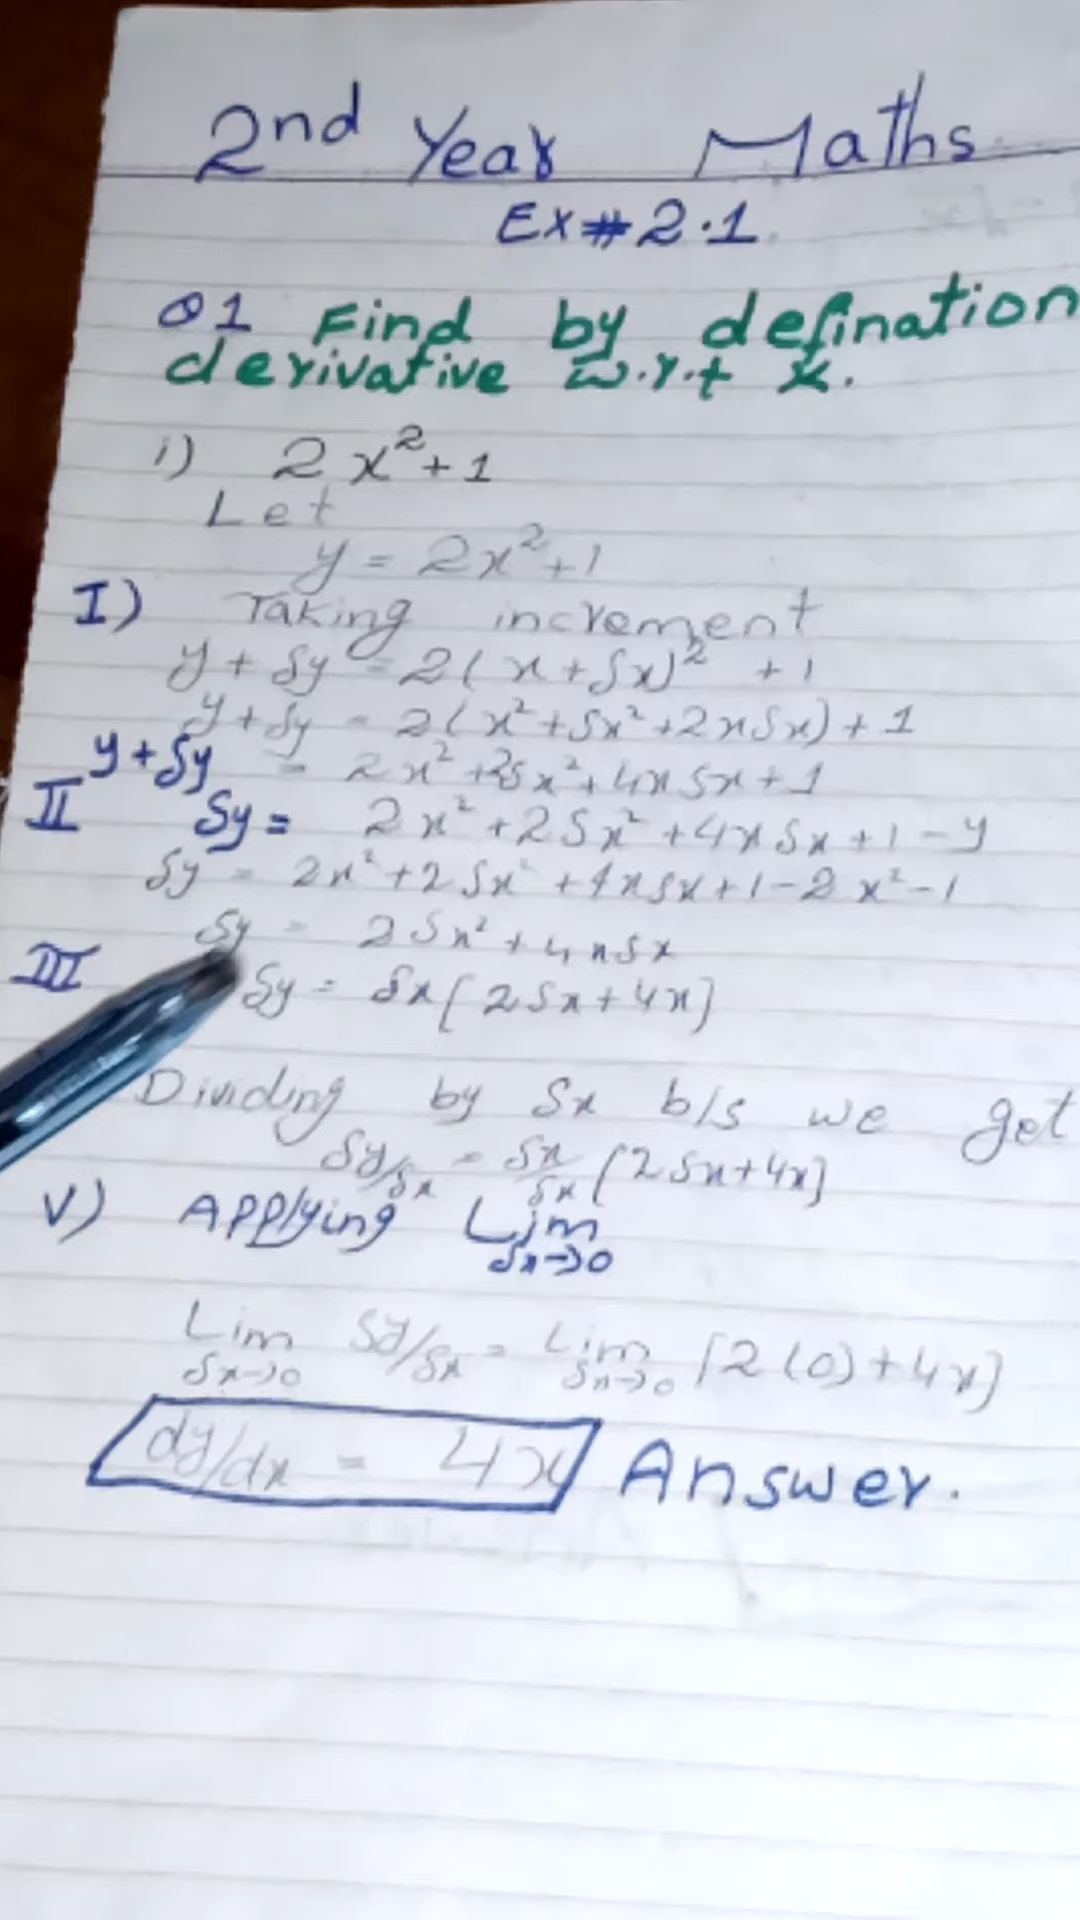 2nd Year Maths
Ex# 2.1
Q1 Find by defination
derivative w.r.t x.
i) 2x²+1
Let
y = 2x²+1
I) Taking increment
y + δy = 2(x + δx)² + 1
y + δy = 2(x² + δx² + 2xδx) + 1
y + δy = 2x² + 2δx² + 4xδx + 1
II δy = 2x² + 2δx² + 4xδx + 1 - y
δy = 2x² + 2δx² + 4xδx + 1 - 2x² - 1
δy = 2δx² + 4xδx
III δy = δx[2δx + 4x]
Dividing by δx b/s we get
δy/δx = δx/δx [2δx + 4x]
V) Applying Lim δx→0
Lim δx→0 δy/δx = Lim δx→0 [2(0) + 4x]
dy/dx = 4x Answer.